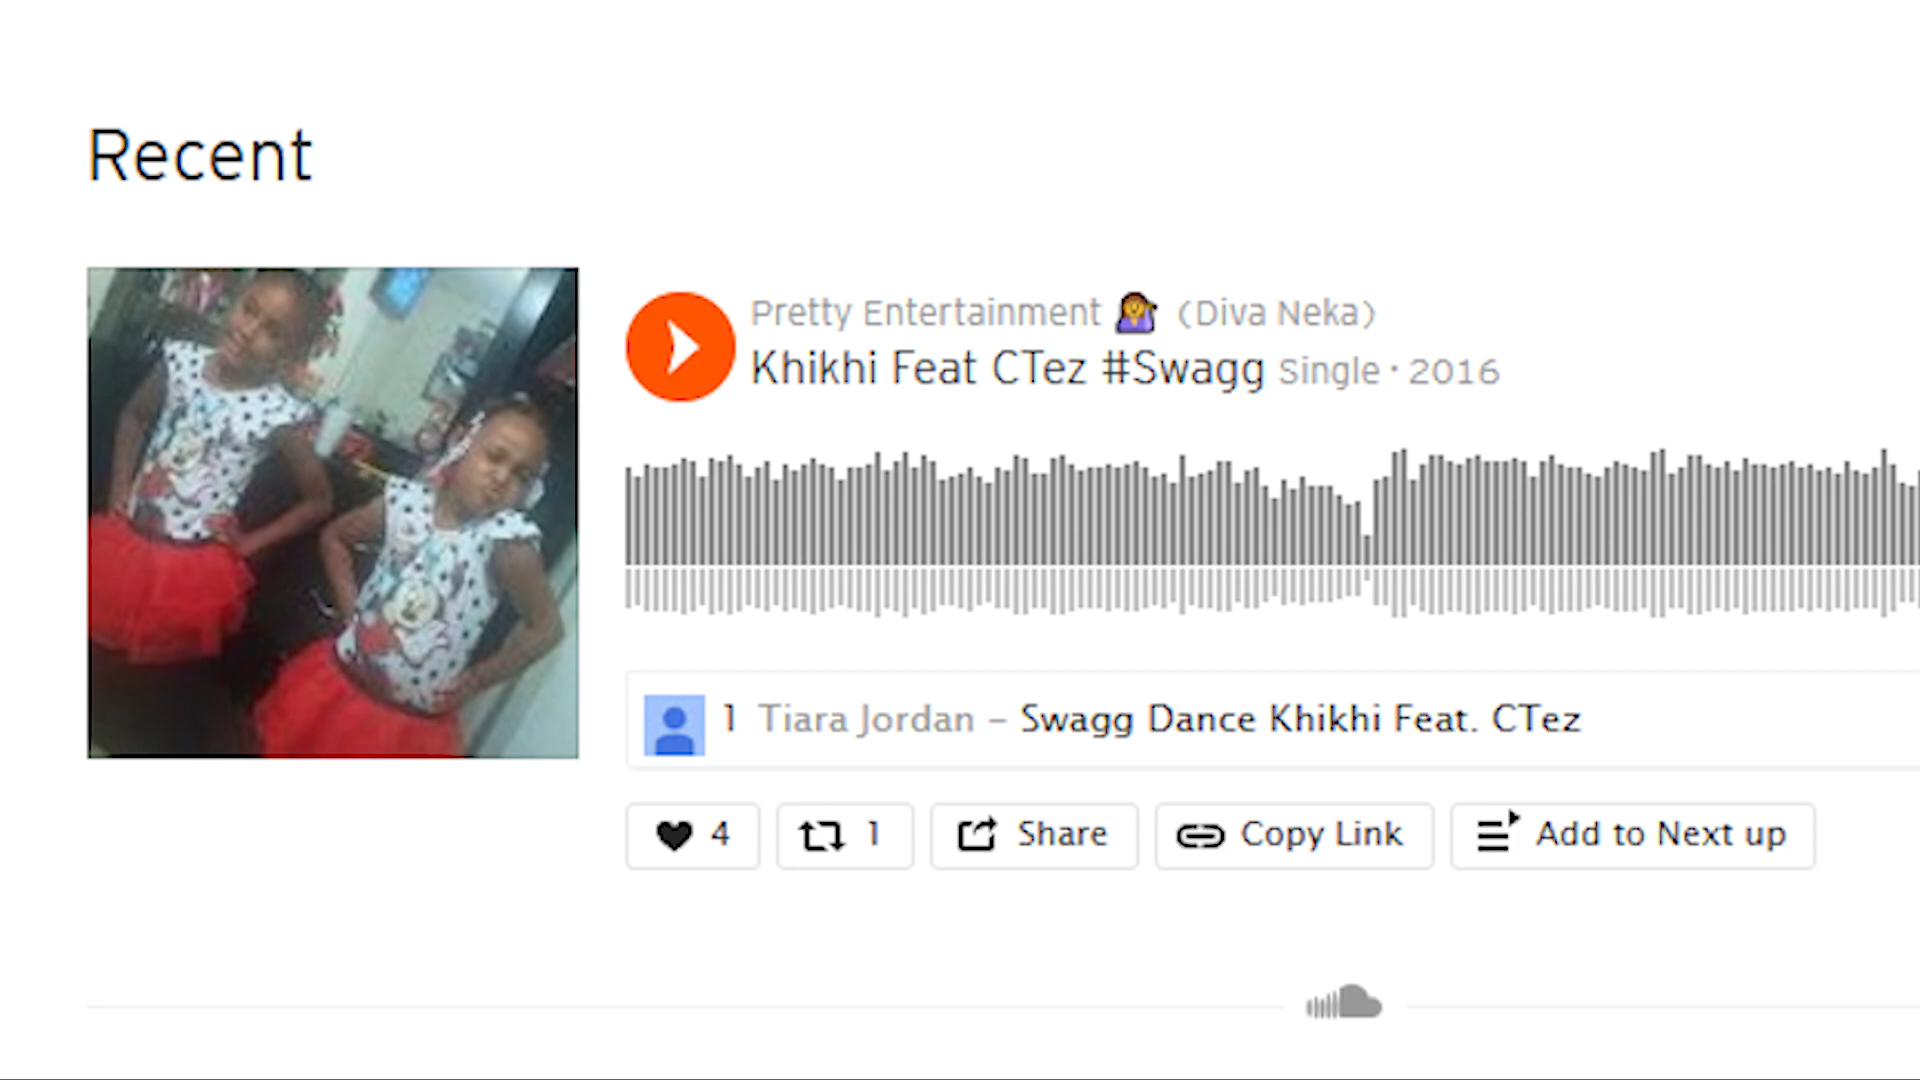 Recent
Pretty Entertainment 🤷🏾‍♀️ (Diva Neka)
Khikhi Feat CTez #Swagg Single · 2016
1 Tiara Jordan – Swagg Dance Khikhi Feat. CTez
4 1 Share Copy Link Add to Next up